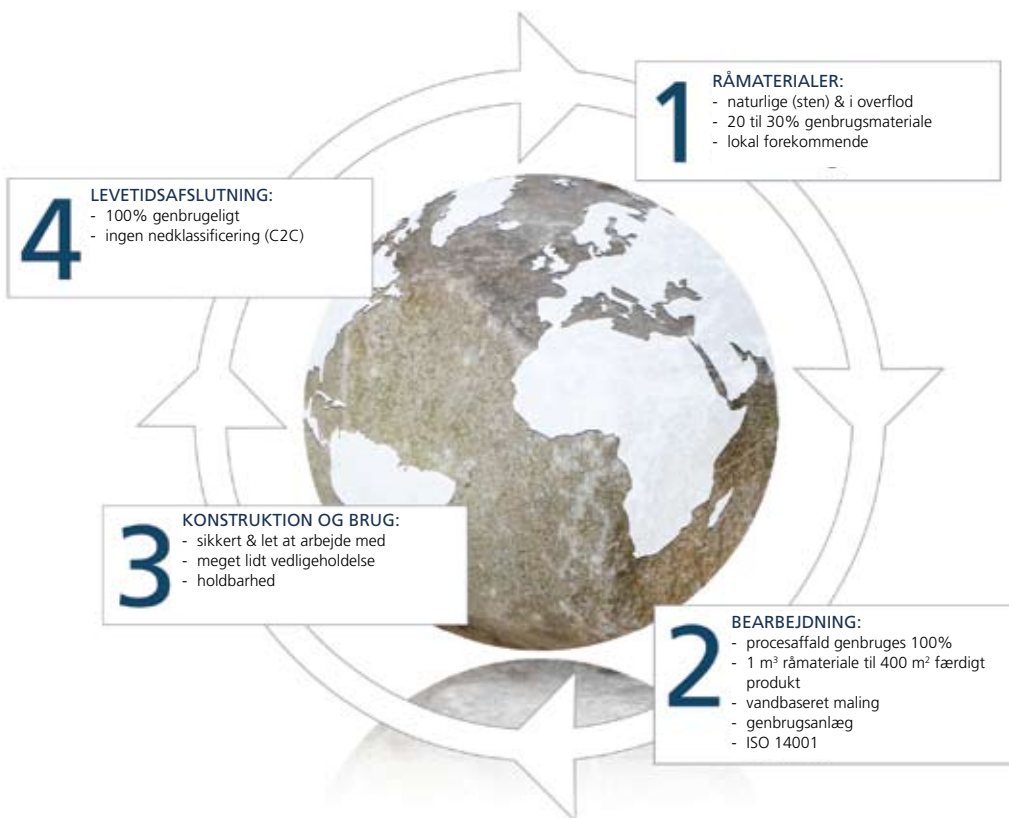 1
RÅMATERIALER:
- naturlige (sten) & i overflod
- 20 til 30% genbrugsmateriale
- lokal forekommende
2
BEARBEJDNING:
- procesaffald genbruges 100%
- 1 m³ råmateriale til 400 m² færdigt
produkt
- vandbaseret maling
- genbrugsanlæg
- ISO 14001
3
KONSTRUKTION OG BRUG:
- sikkert & let at arbejde med
- meget lidt vedligeholdelse
- holdbarhed
4
LEVETIDSAFSLUTNING:
- 100% genbrugeligt
- ingen nedklassificering (C2C)